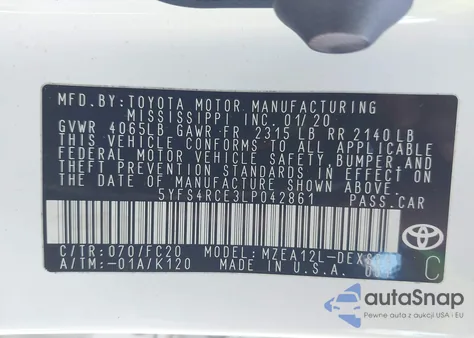 MFD. BY: TOYOTA MOTOR MANUFACTURING
MISSISSIPPI INC. 01/20
GVWR 4065LB GAWR FR 2315 LB RR 2140 LB
THIS VEHICLE CONFORMS TO ALL APPLICABLE
FEDERAL MOTOR VEHICLE SAFETY, BUMPER, AND
THEFT PREVENTION STANDARDS IN EFFECT ON
THE DATE OF MANUFACTURE SHOWN ABOVE.
5YFS4RCE3LP042861 PASS.CAR
C/TR:070/FC20 MODEL:MZEA12L-DEX
A/TM:-01A/K120 MADE IN U.S.A.
TOYOTA
C
autoSnap
Pewne auta z aukcji USA i EU